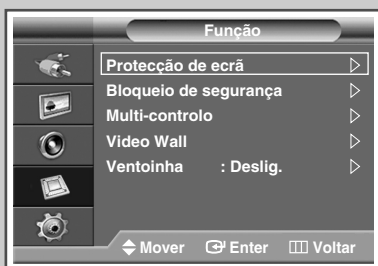 Função
Protecção de ecrã
Bloqueio de segurança
Multi-controlo
Video Wall
Ventoinha : Deslig.
Mover Enter Voltar